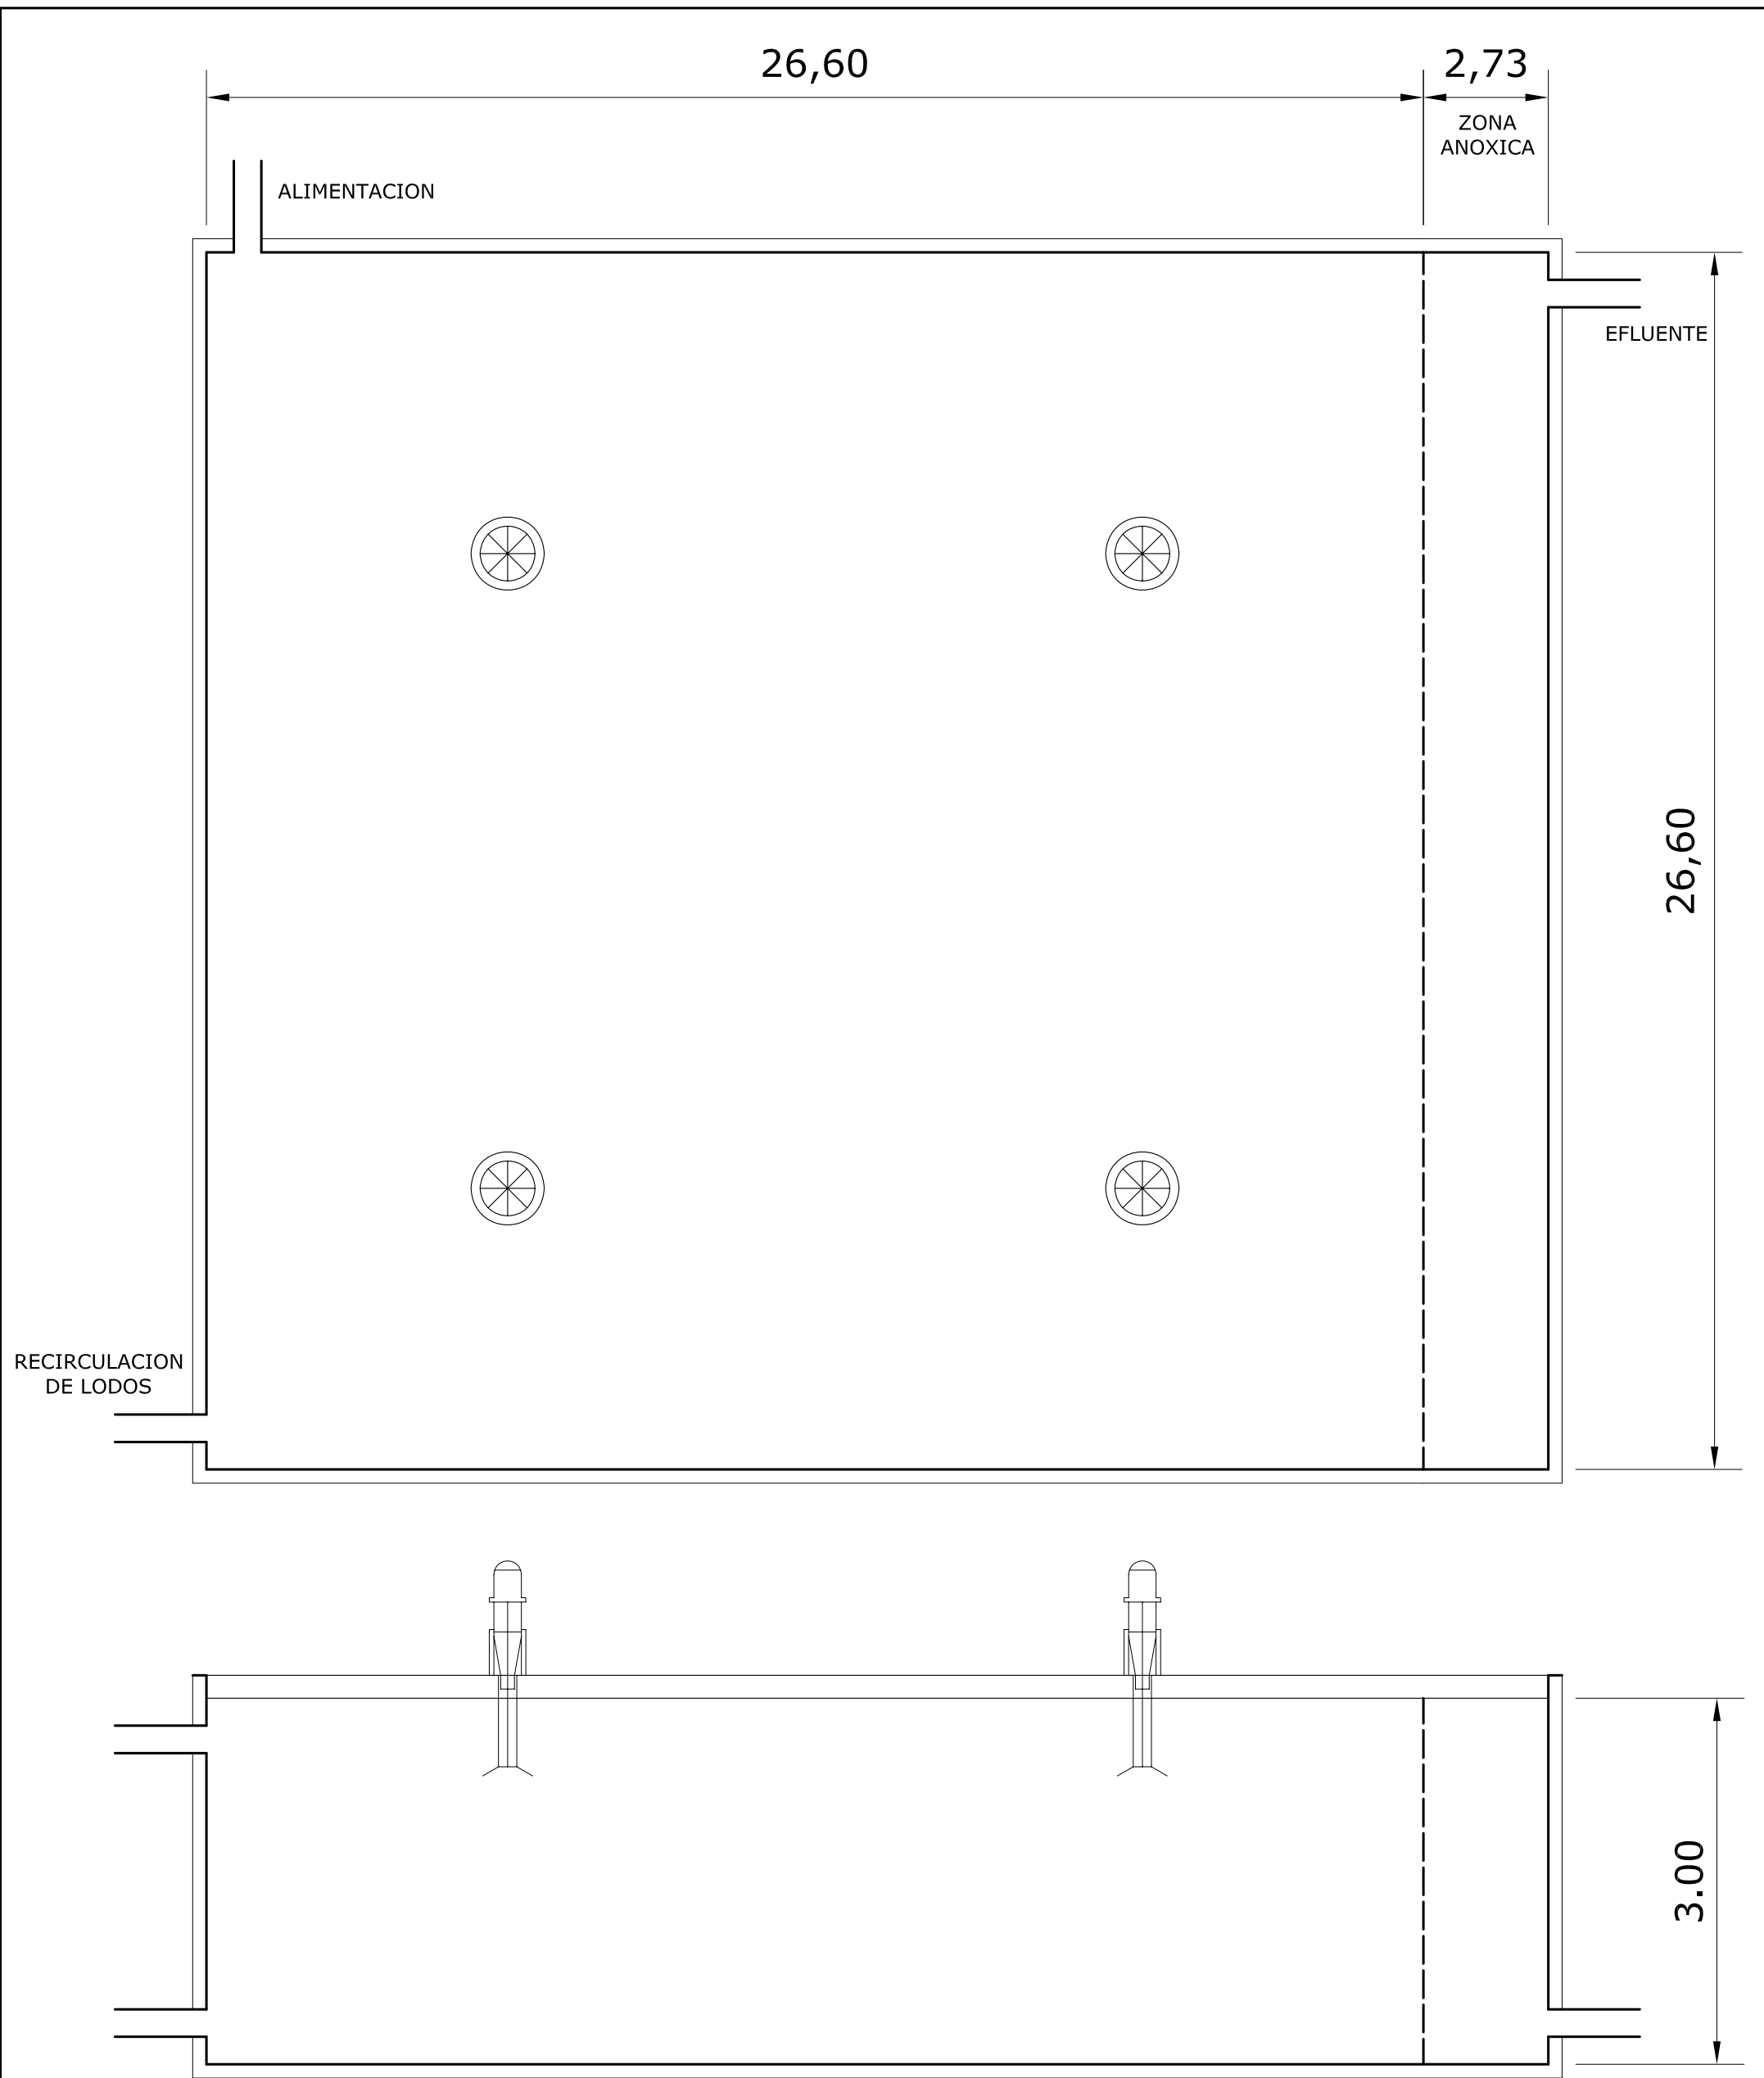 26,60
2,73
ZONA
ANOXICA
ALIMENTACION
EFLUENTE
26,60
RECIRCULACION
DE LODOS
3.00